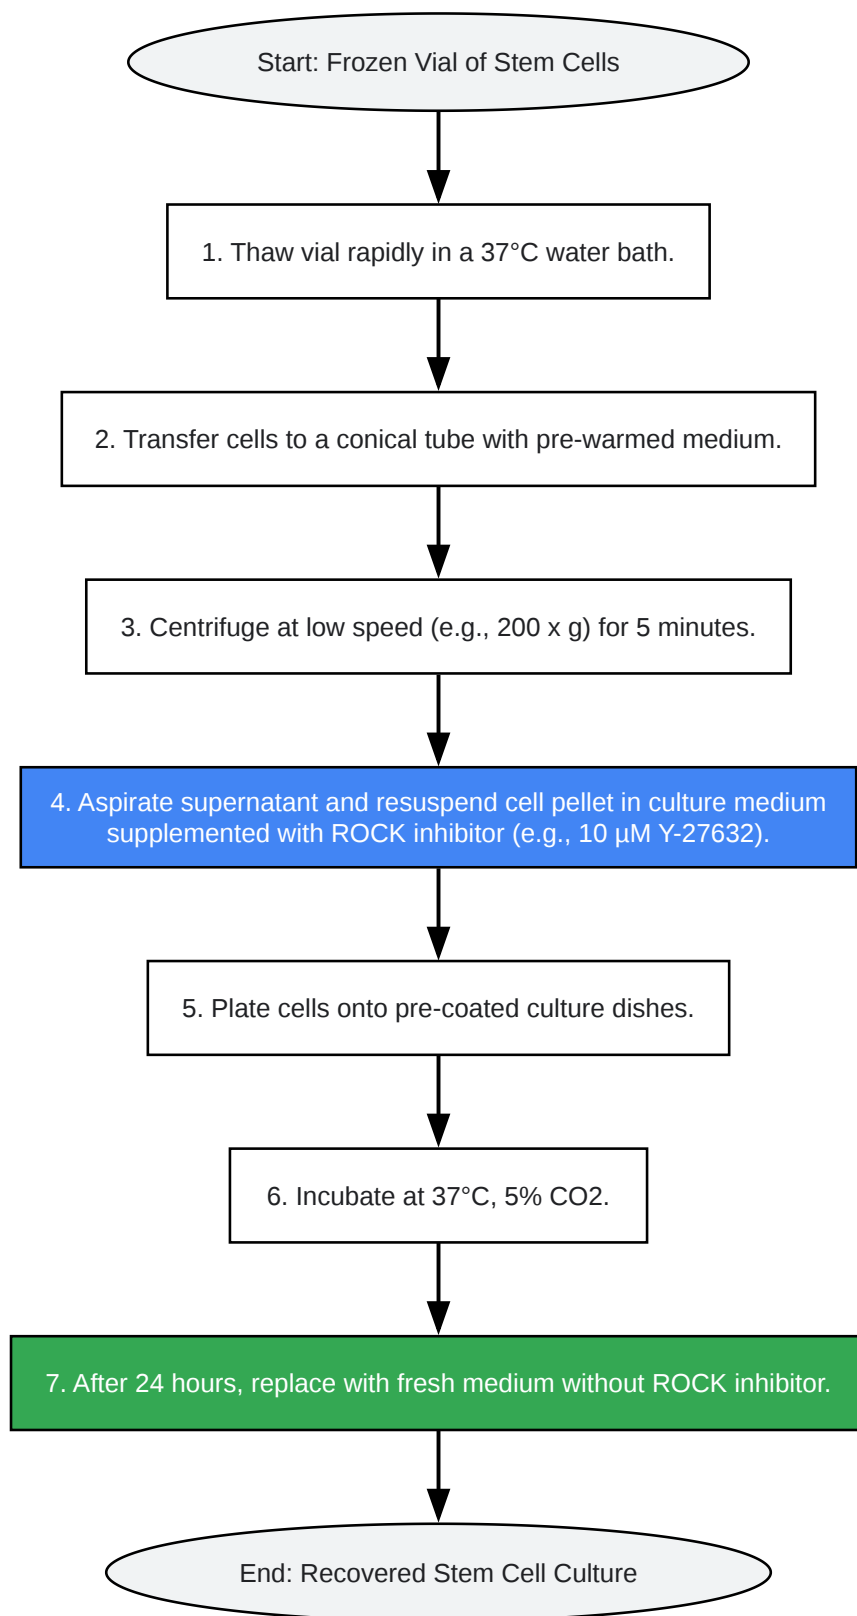 Start: Frozen Vial of Stem Cells
1. Thaw vial rapidly in a 37°C water bath.
2. Transfer cells to a conical tube with pre-warmed medium.
3. Centrifuge at low speed (e.g., 200 x g) for 5 minutes.
4. Aspirate supernatant and resuspend cell pellet in culture medium
supplemented with ROCK inhibitor (e.g., 10 µM Y-27632).
5. Plate cells onto pre-coated culture dishes.
6. Incubate at 37°C, 5% CO2.
7. After 24 hours, replace with fresh medium without ROCK inhibitor.
End: Recovered Stem Cell Culture